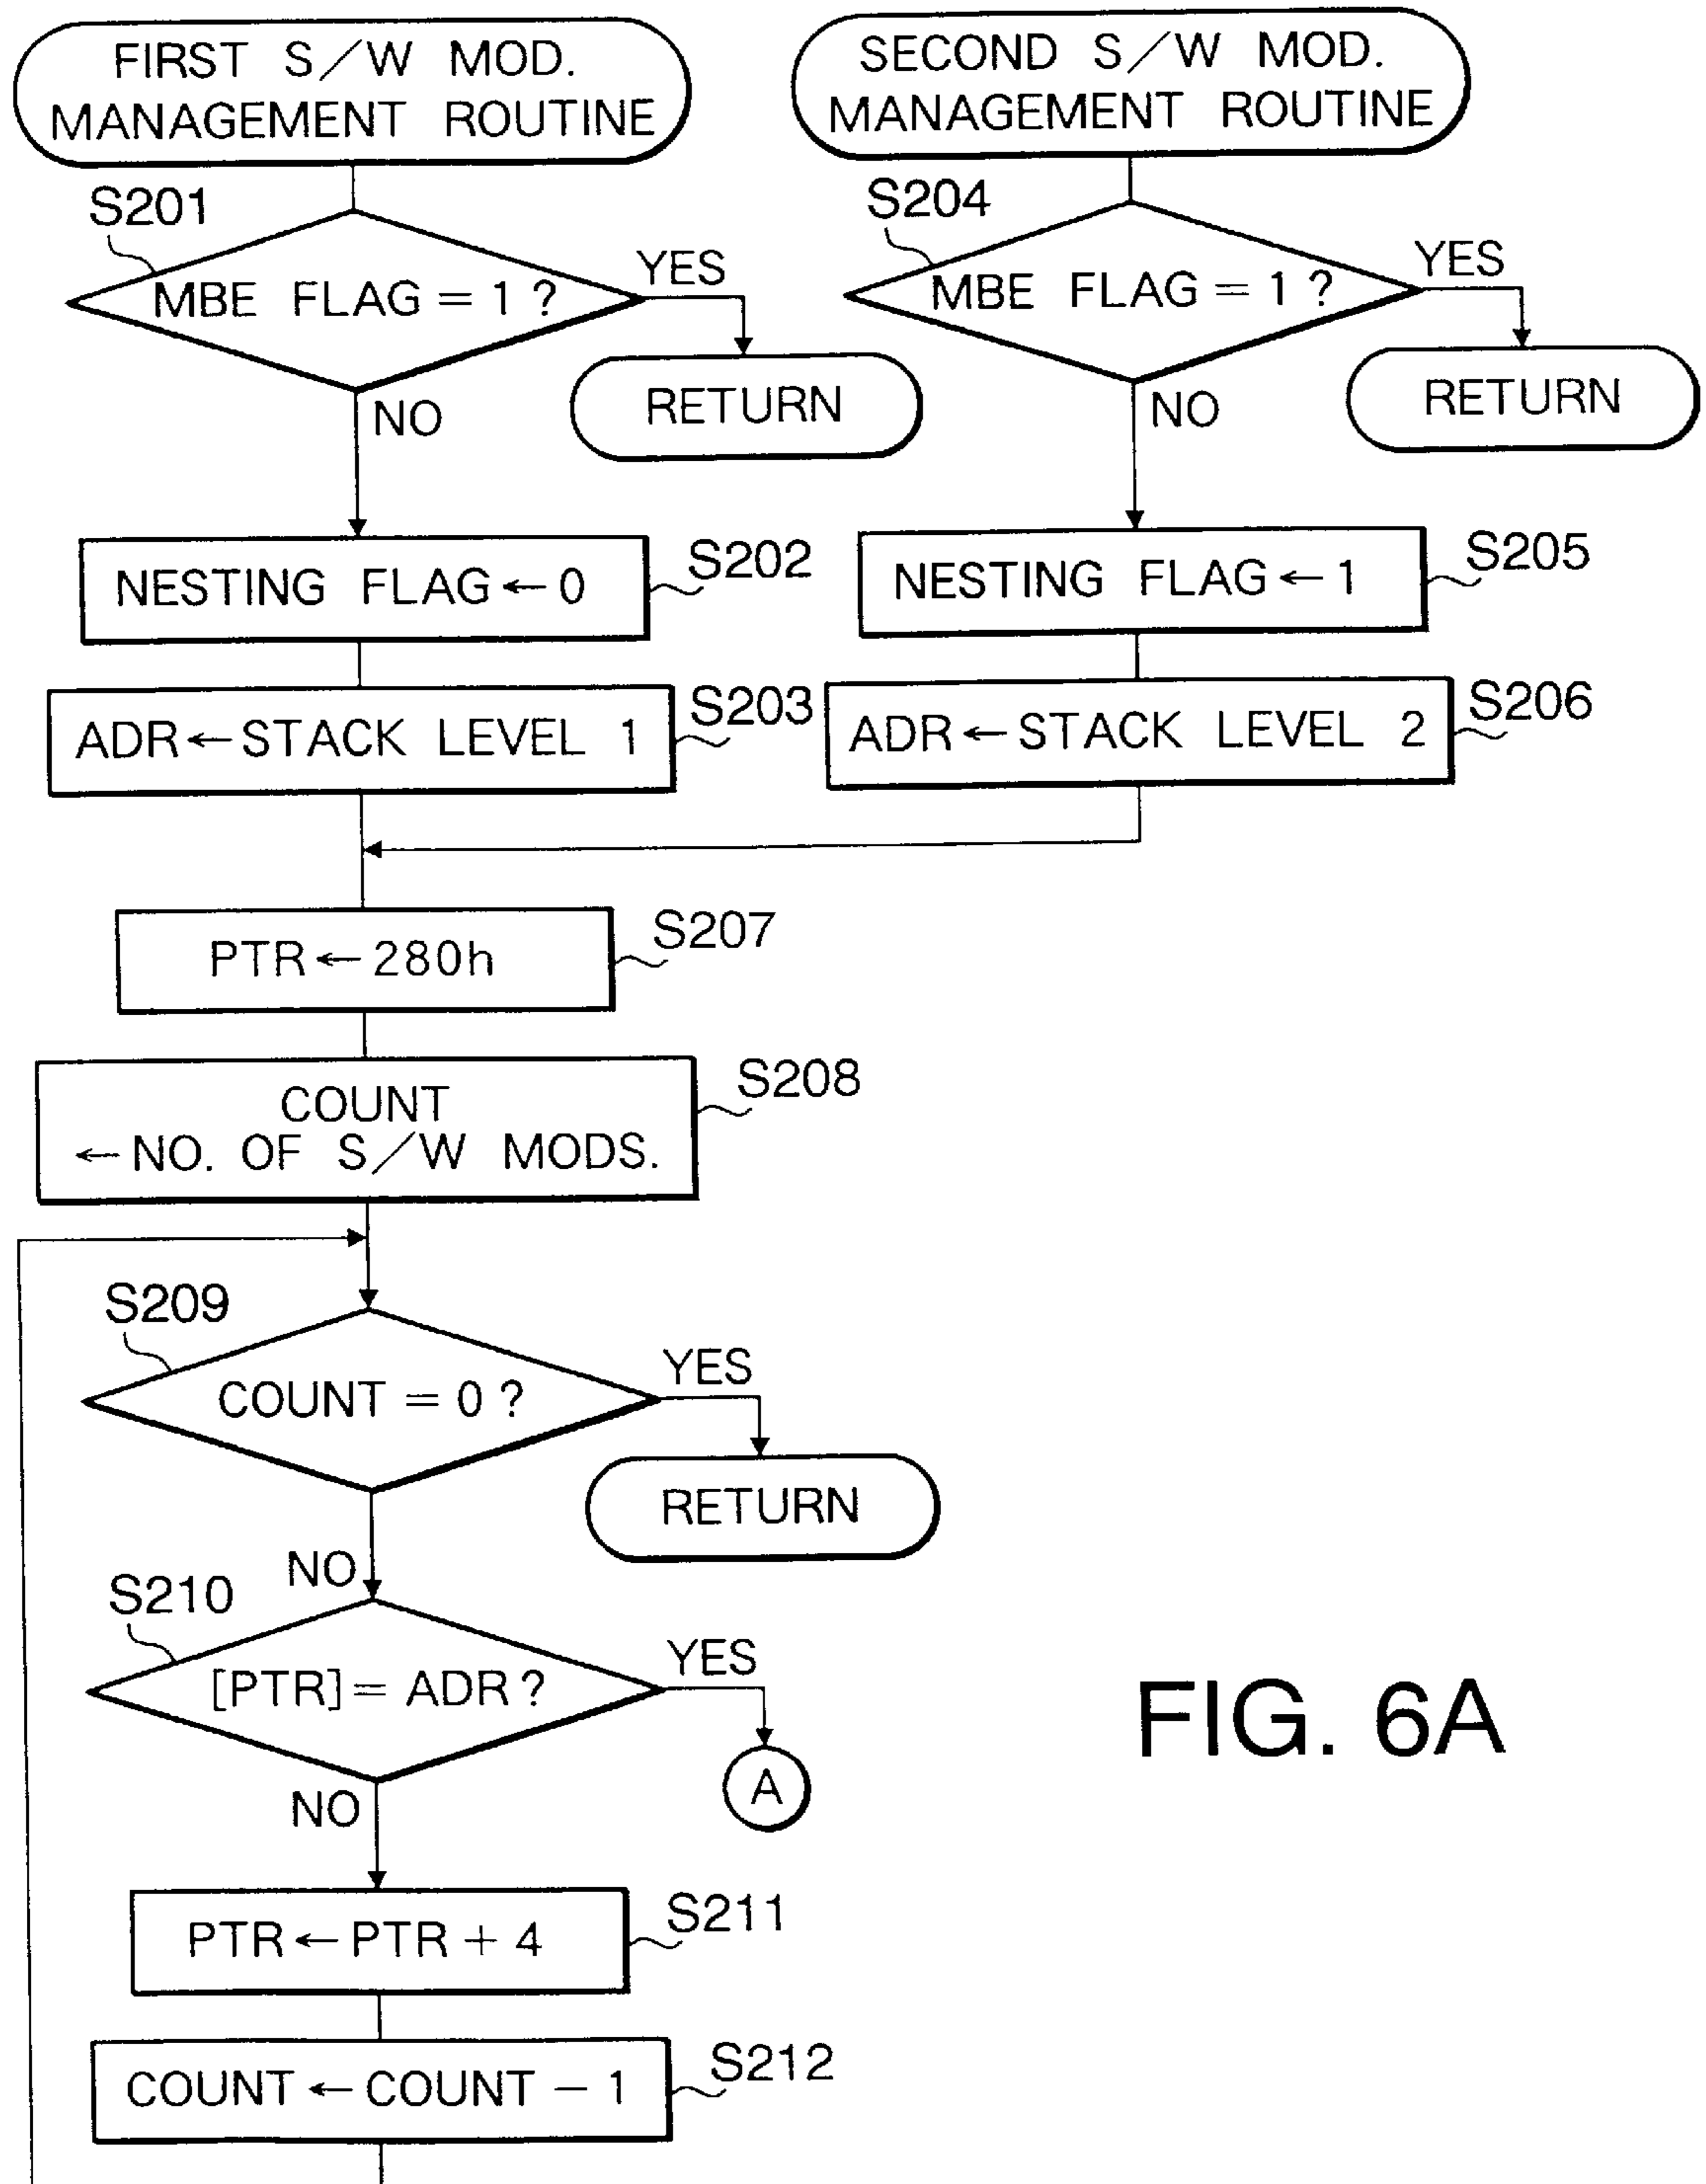 FIRST S/W MOD.
MANAGEMENT ROUTINE
SECOND S/W MOD.
MANAGEMENT ROUTINE
S201
MBE FLAG = 1 ?
YES
RETURN
NO
S204
MBE FLAG = 1 ?
YES
RETURN
NO
NESTING FLAG ← 0
S202
NESTING FLAG ← 1
S205
ADR ← STACK LEVEL 1
S203
ADR ← STACK LEVEL 2
S206
PTR ← 280h
S207
COUNT
← NO. OF S/W MODS.
S208
S209
COUNT = 0 ?
YES
RETURN
NO
S210
[PTR] = ADR ?
YES
A
NO
PTR ← PTR + 4
S211
COUNT ← COUNT − 1
S212
FIG. 6A